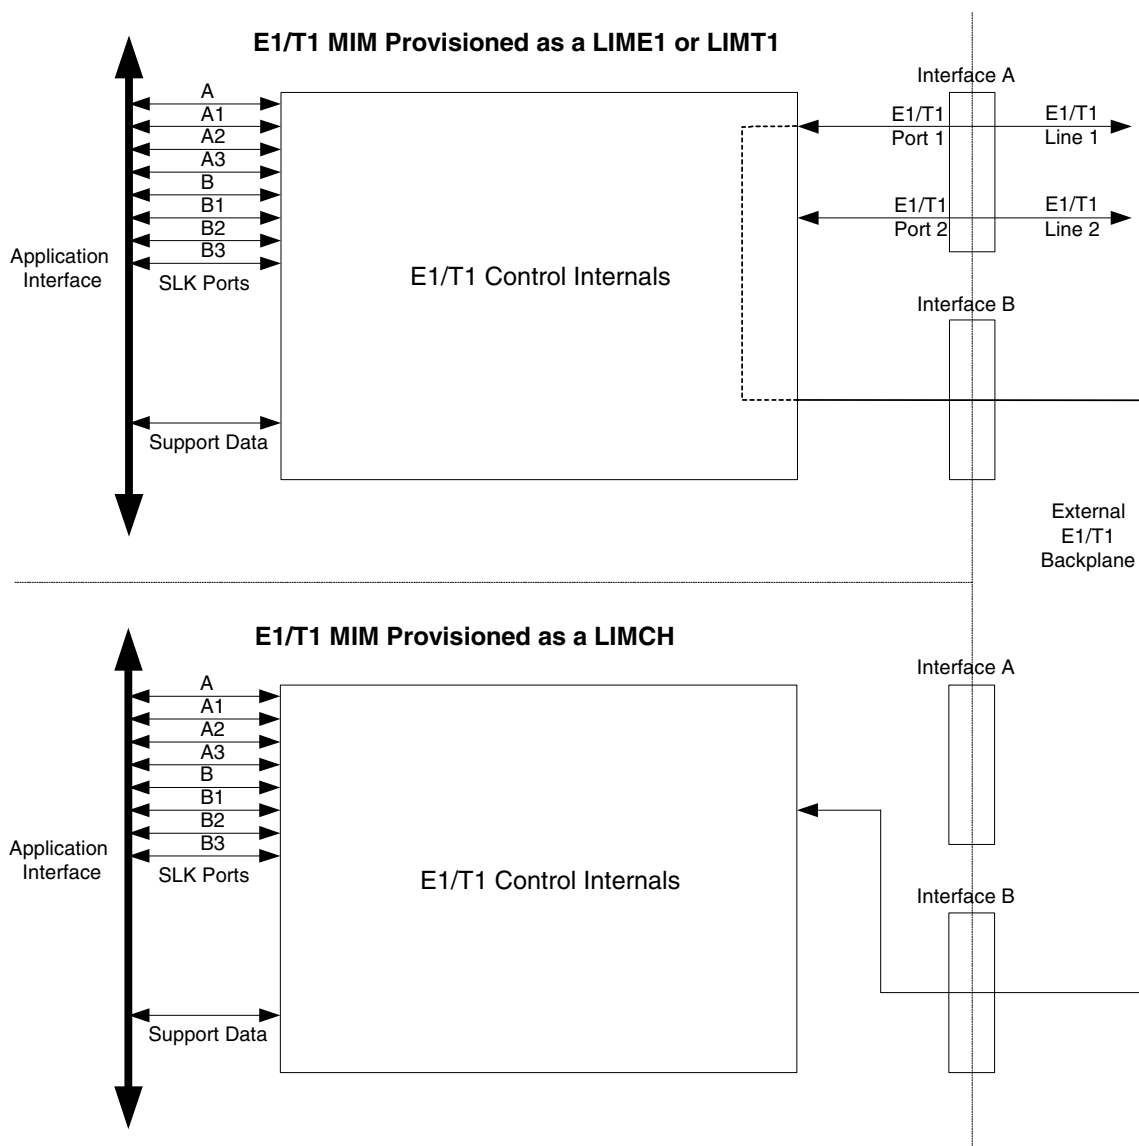 E1/T1 MIM Provisioned as a LIME1 or LIMT1
Interface A
A
A1
A2
A3
B
B1
B2
B3
SLK Ports
Application
Interface
E1/T1 Control Internals
E1/T1
Port 1
E1/T1
Line 1
E1/T1
Port 2
E1/T1
Line 2
Interface B
Support Data
External
E1/T1
Backplane
E1/T1 MIM Provisioned as a LIMCH
Interface A
A
A1
A2
A3
B
B1
B2
B3
SLK Ports
Application
Interface
E1/T1 Control Internals
Interface B
Support Data